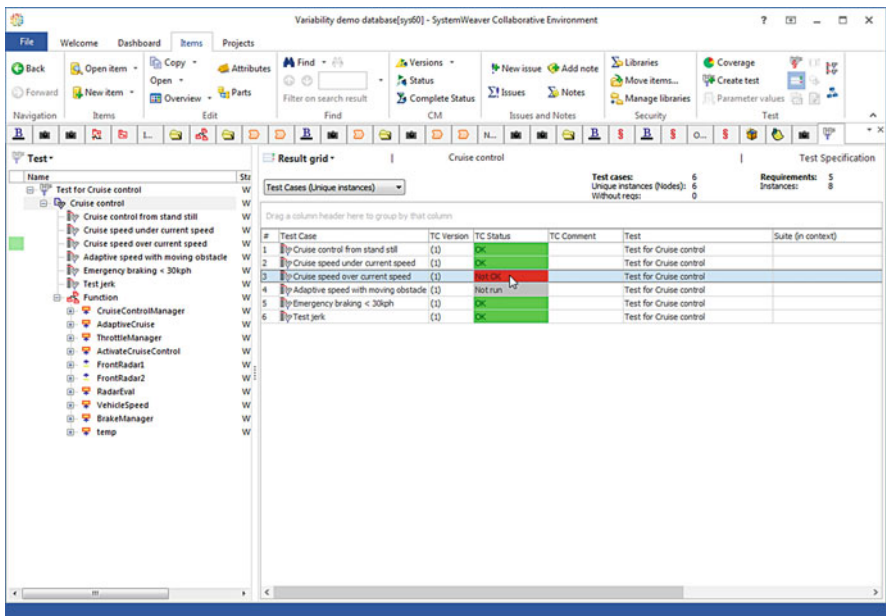 Variability demo database[sys60] - SystemWeaver Collaborative Environment
File Welcome Dashboard Items Projects
Back Open item Copy Attributes Find Versions New issue Add note Libraries Coverage
Open Status Move items... Create test
Forward New item Overview Parts Filter on search result Complete Status Issues Notes Manage libraries Parameter values
Navigation Items Edit Find CM Issues and Notes Security Test
B L... B N... B § B § O... §
Test Result grid Cruise control Test Specification
Name Sta
Test Cases (Unique instances) Test cases: 6 Requirements: 5
Unique instances (Nodes): 6 Instances: 8
Without reqs: 0
Drag a column header here to group by that column
# Test Case TC Version TC Status TC Comment Test Suite (in context)
1 Cruise control from stand still (1) OK Test for Cruise control
2 Cruise speed under current speed (1) OK Test for Cruise control
3 Cruise speed over current speed (1) Not OK Test for Cruise control
4 Adaptive speed with moving obstacle (1) Not run Test for Cruise control
5 Emergency braking < 30kph (1) OK Test for Cruise control
6 Test jerk (1) OK Test for Cruise control
Test for Cruise control W
Cruise control W
Cruise control from stand still W
Cruise speed under current speed W
Cruise speed over current speed W
Adaptive speed with moving obstacle W
Emergency braking < 30kph W
Test jerk W
Function W
CruiseControlManager W
AdaptiveCruise W
ThrottleManager W
ActivateCruiseControl W
FrontRadar1 W
FrontRadar2 W
RadarEval W
VehicleSpeed W
BrakeManager W
temp W